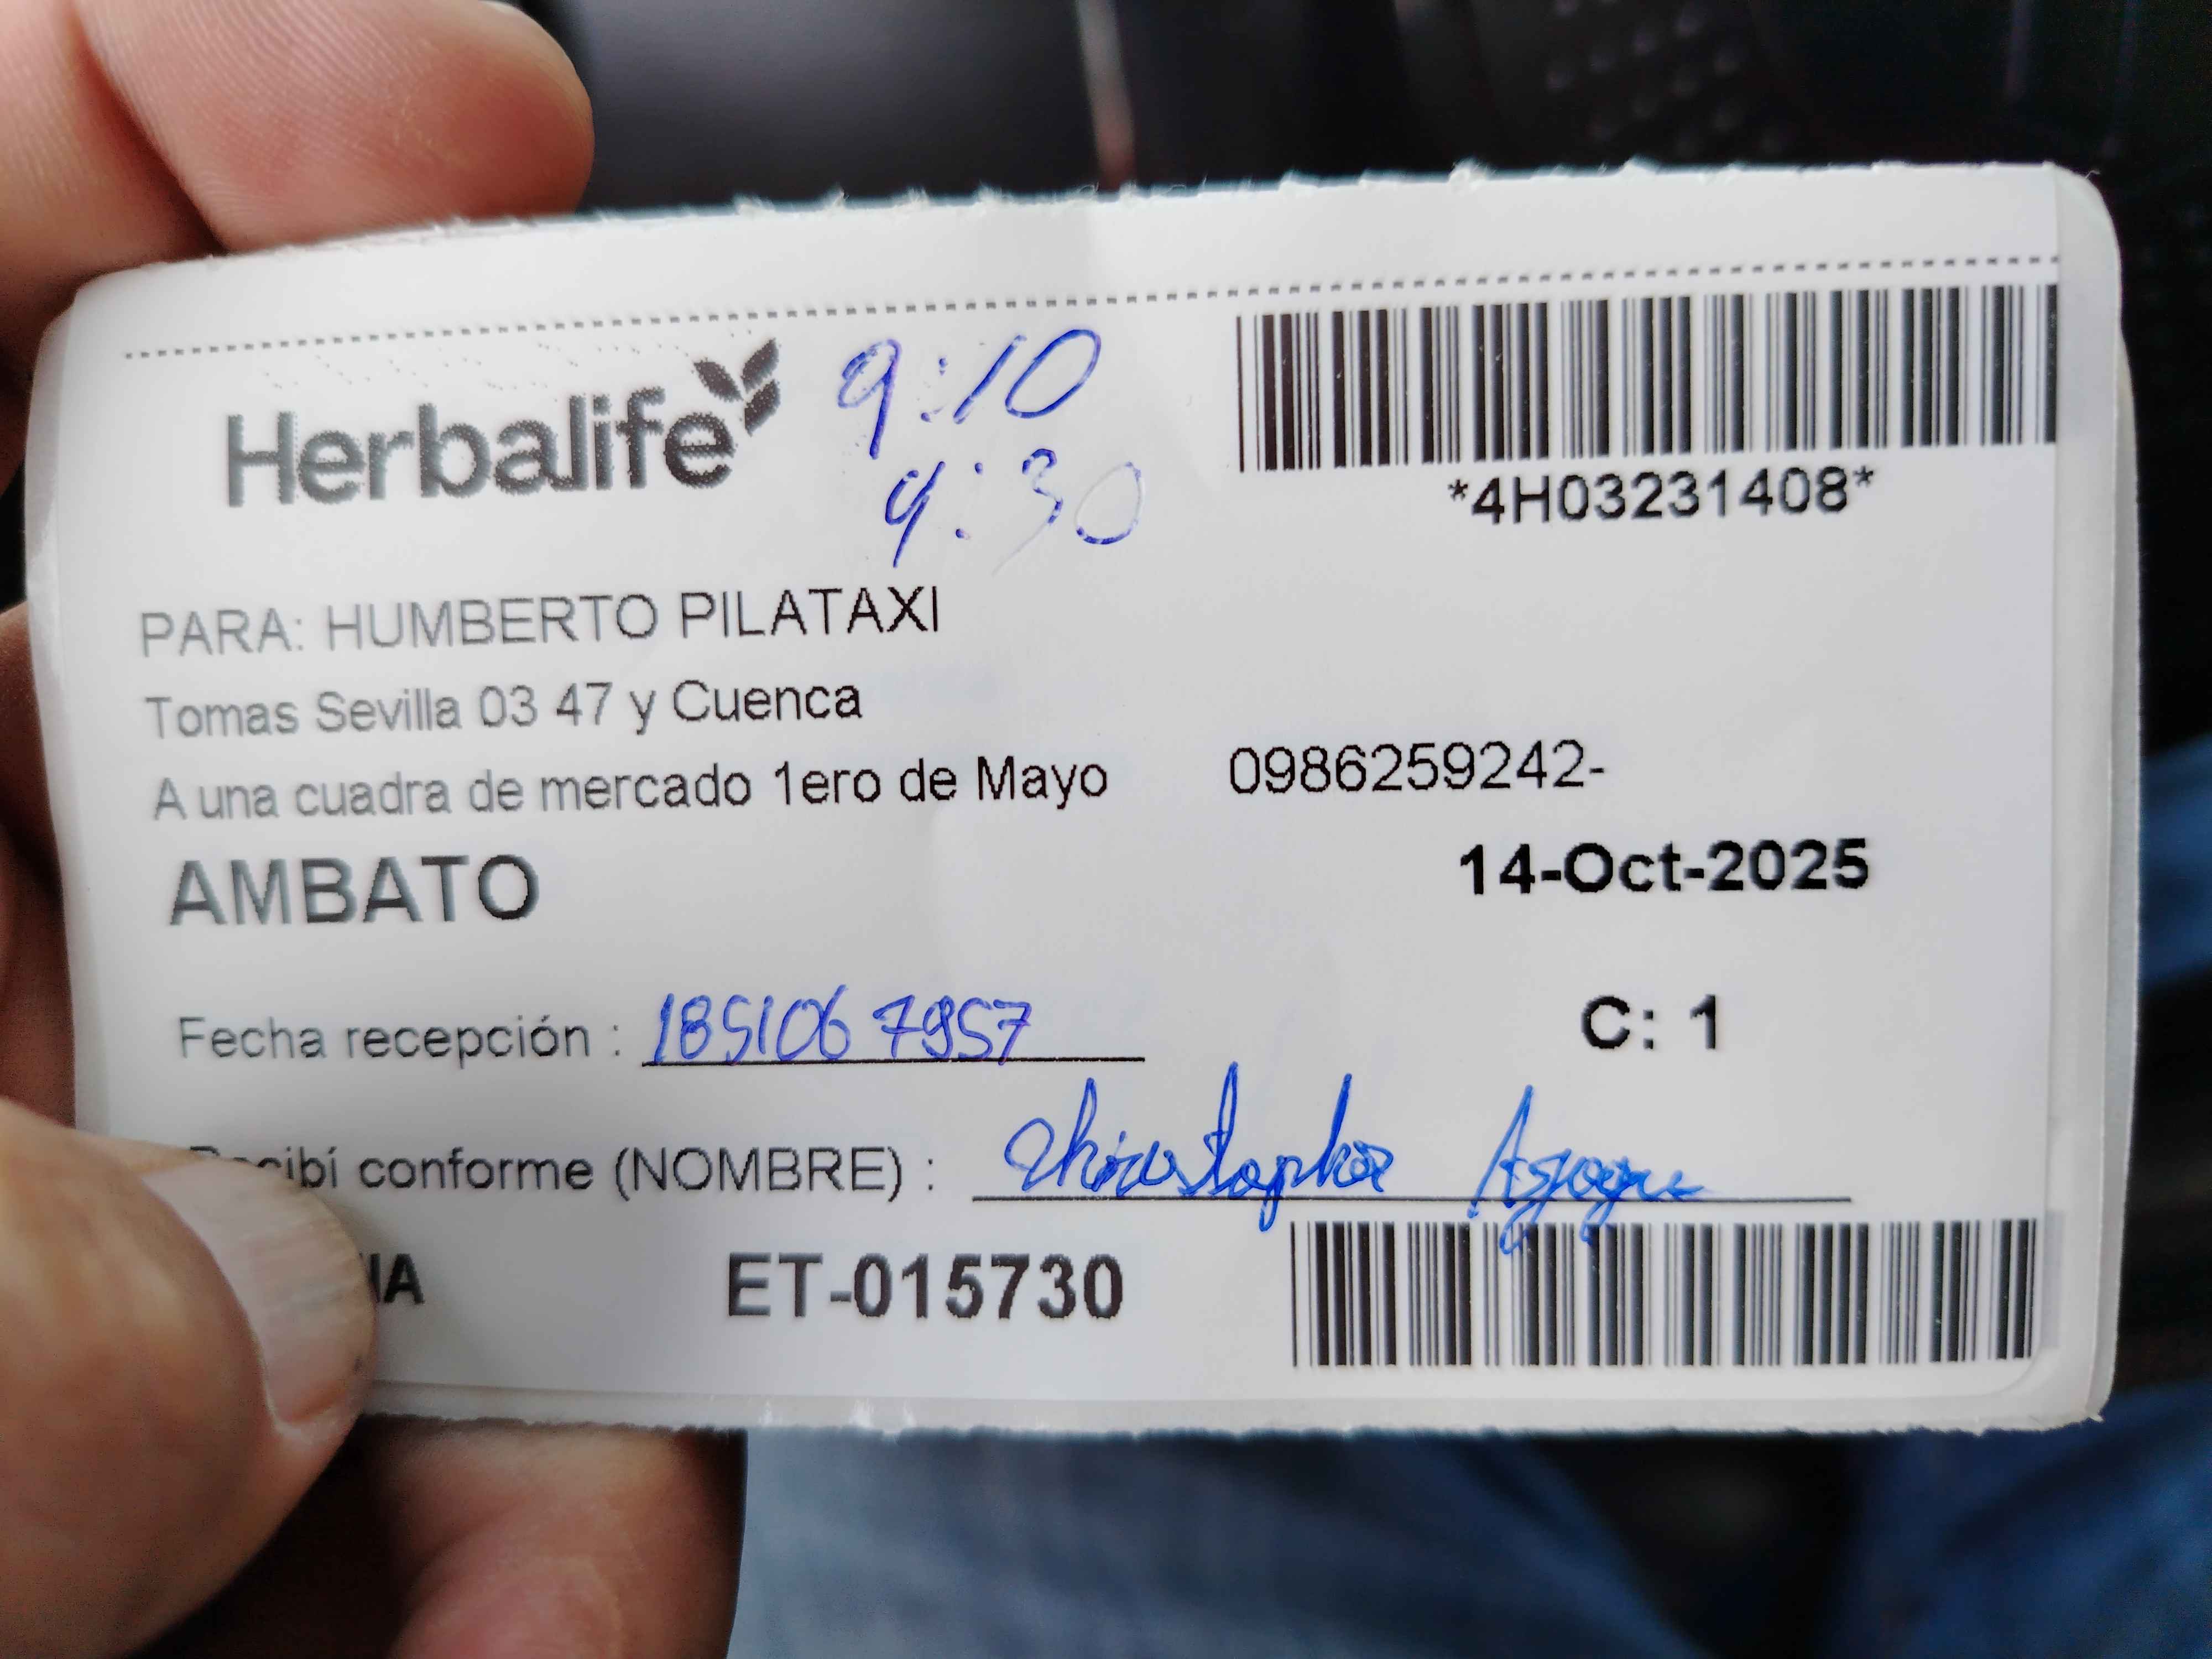 Herbalife
9:10
9:30
*4H03231408*
PARA: HUMBERTO PILATAXI
Tomas Sevilla 03 47 y Cuenca
A una cuadra de mercado 1ero de Mayo 0986259242-
AMBATO 14-Oct-2025
Fecha recepción : 1851067957
C: 1
Recibí conforme (NOMBRE) :
ET-015730